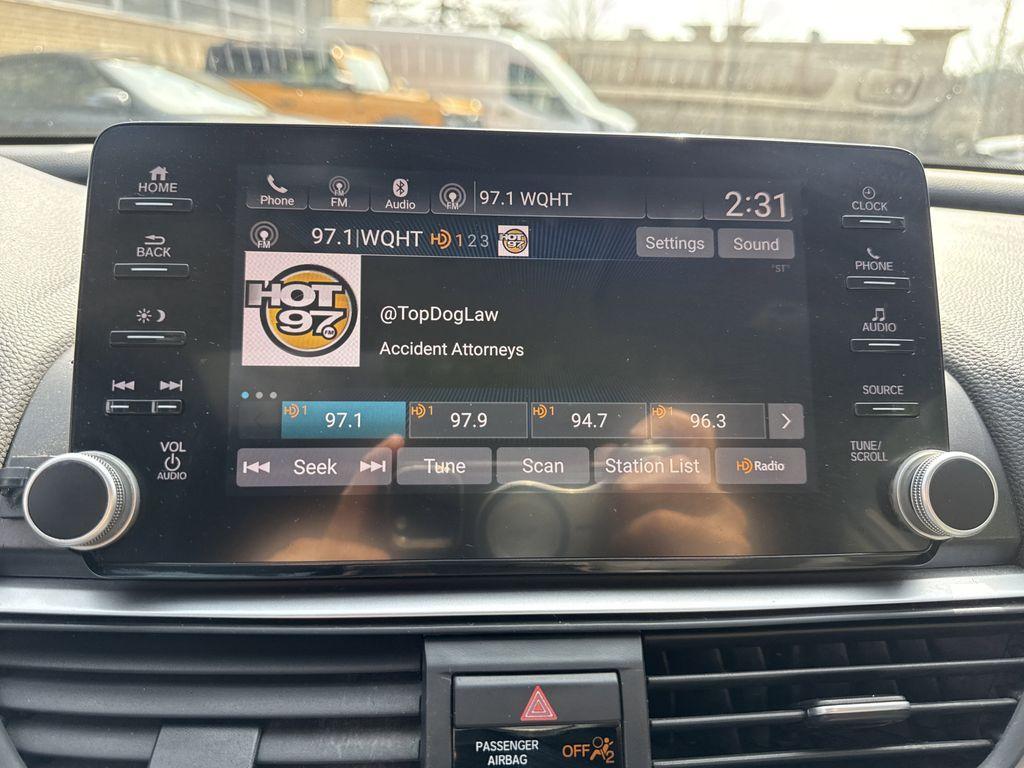 HOME
Phone
FM
Audio
FM
97.1 WQHT
2:31
CLOCK
BACK
FM
97.1|WQHT HD 1 2 3
HOT 97
Settings
Sound
PHONE
"ST"
HOT
97
FM
@TopDogLaw
Accident Attorneys
AUDIO
SOURCE
HD 1 97.1
HD 1 97.9
HD 1 94.7
HD 1 96.3
VOL
AUDIO
Seek
Tune
Scan
Station List
HD Radio
TUNE/
SCROLL
PASSENGER
AIRBAG
OFF
2